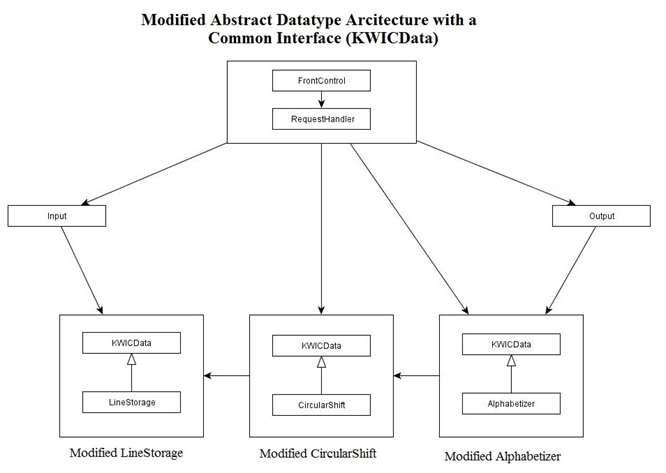 Modified Abstract Datatype Arcitecture with a
Common Interface (KWICData)
FrontControl
RequestHandler
Input
Output
KWICData
LineStorage
KWICData
CircularShift
KWICData
Alphabetizer
Modified LineStorage
Modified CircularShift
Modified Alphabetizer